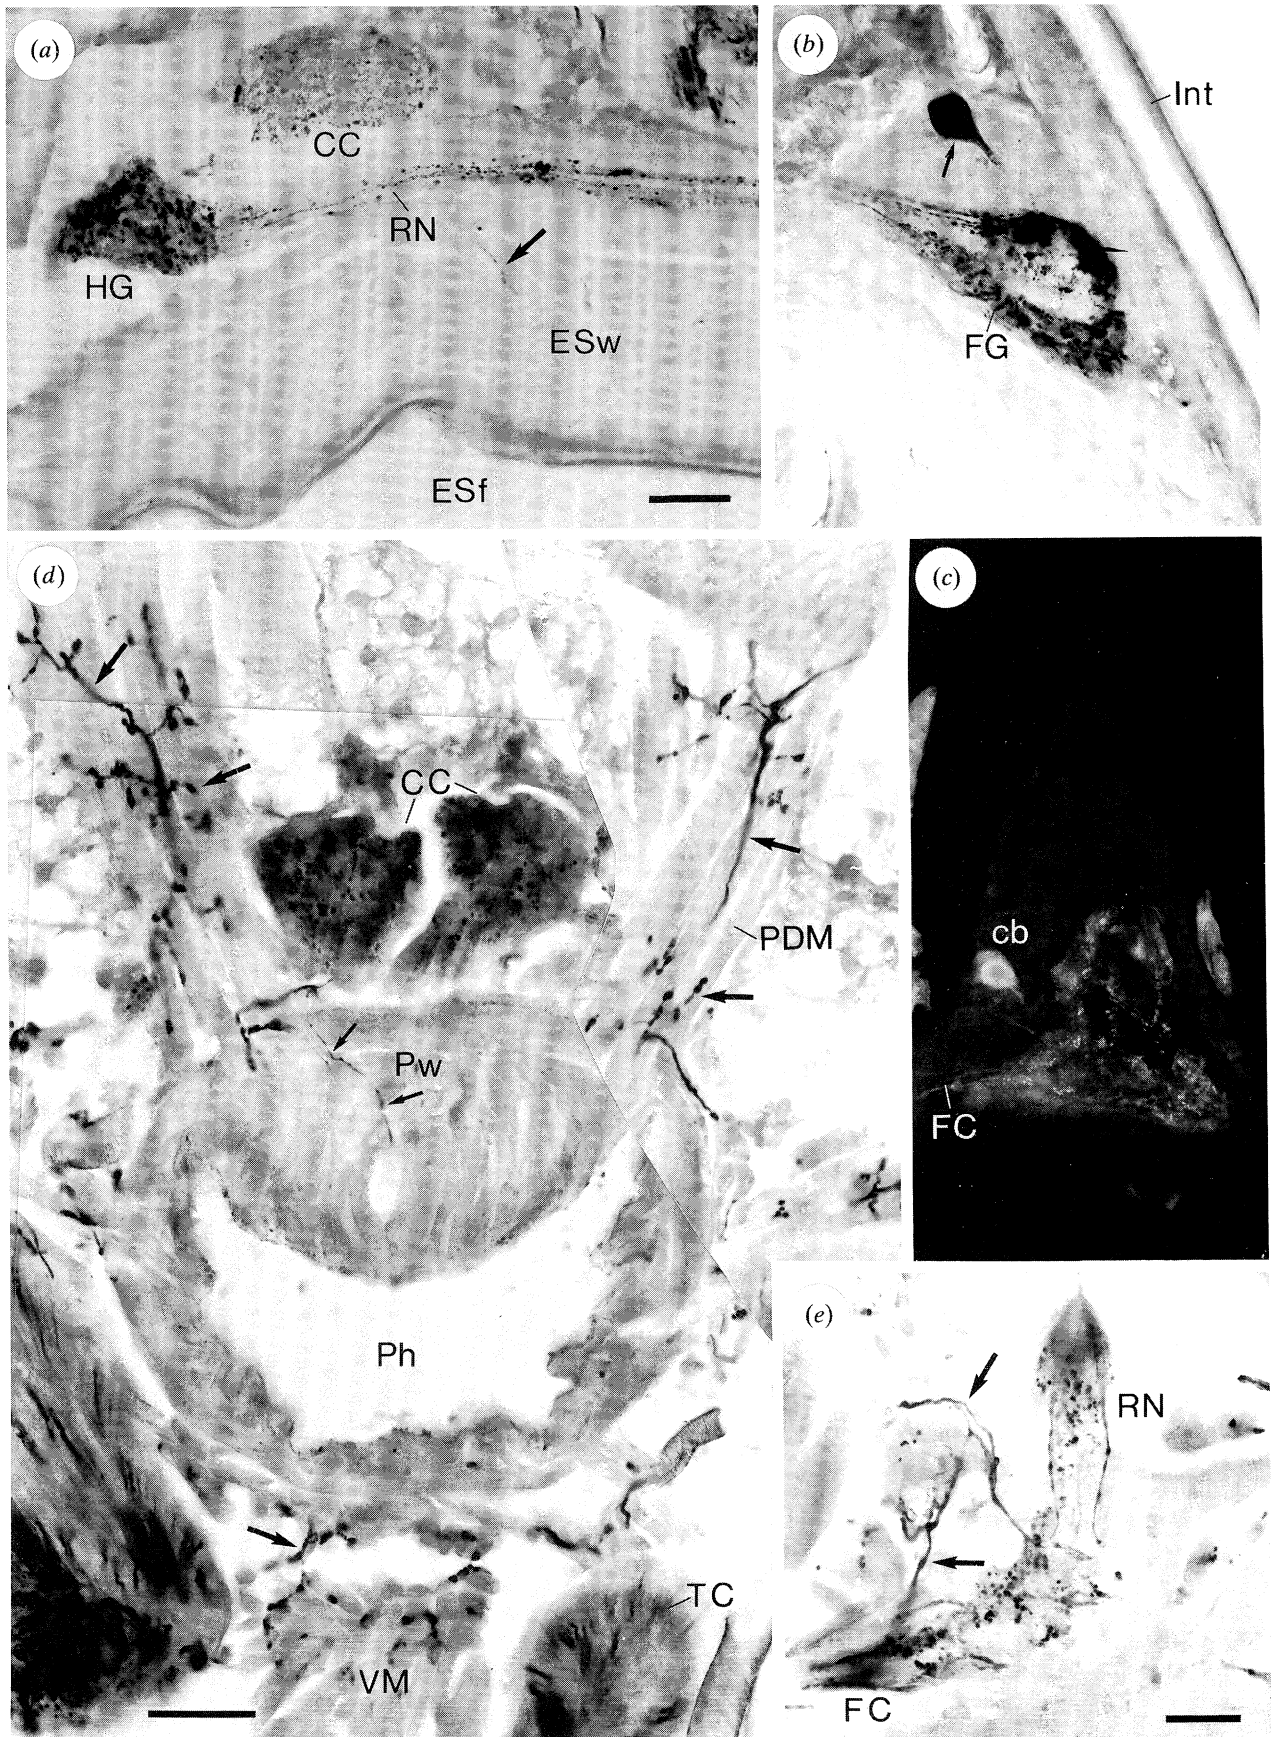 (a)
CC
RN
HG
ESw
ESf
(b)
Int
FG
(d)
CC
PDM
Pw
Ph
TC
VM
(c)
cb
FC
(e)
RN
FC